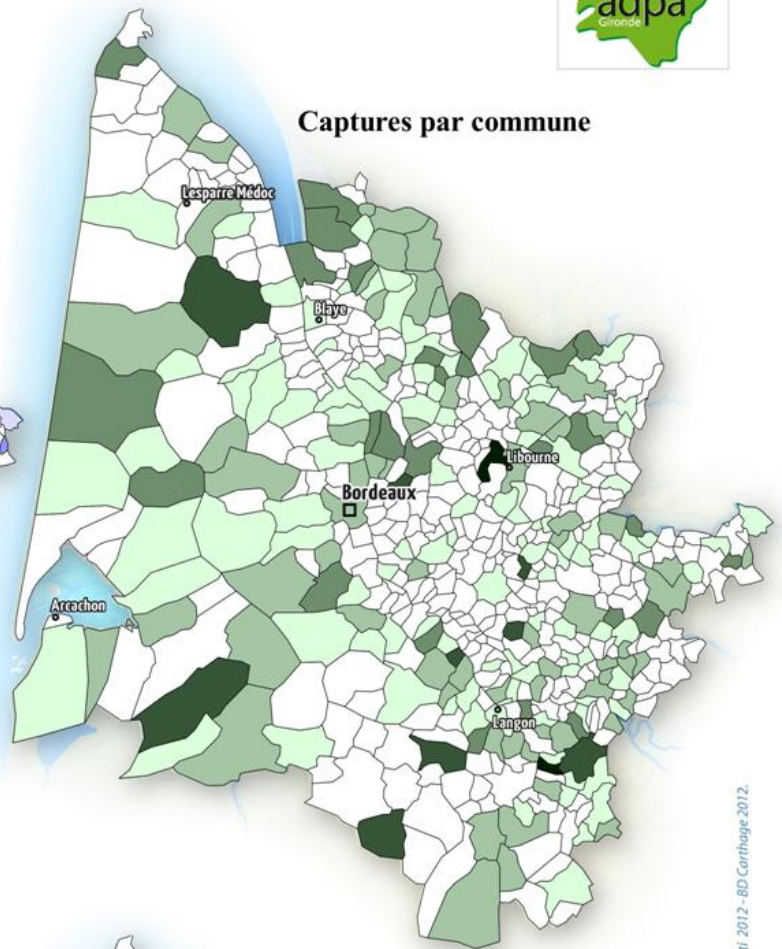 adpa
Gironde
Captures par commune
Lesparre Médoc
Blaye
Libourne
Bordeaux
Arcachon
Langon
2012 - BD Carthage 2012.